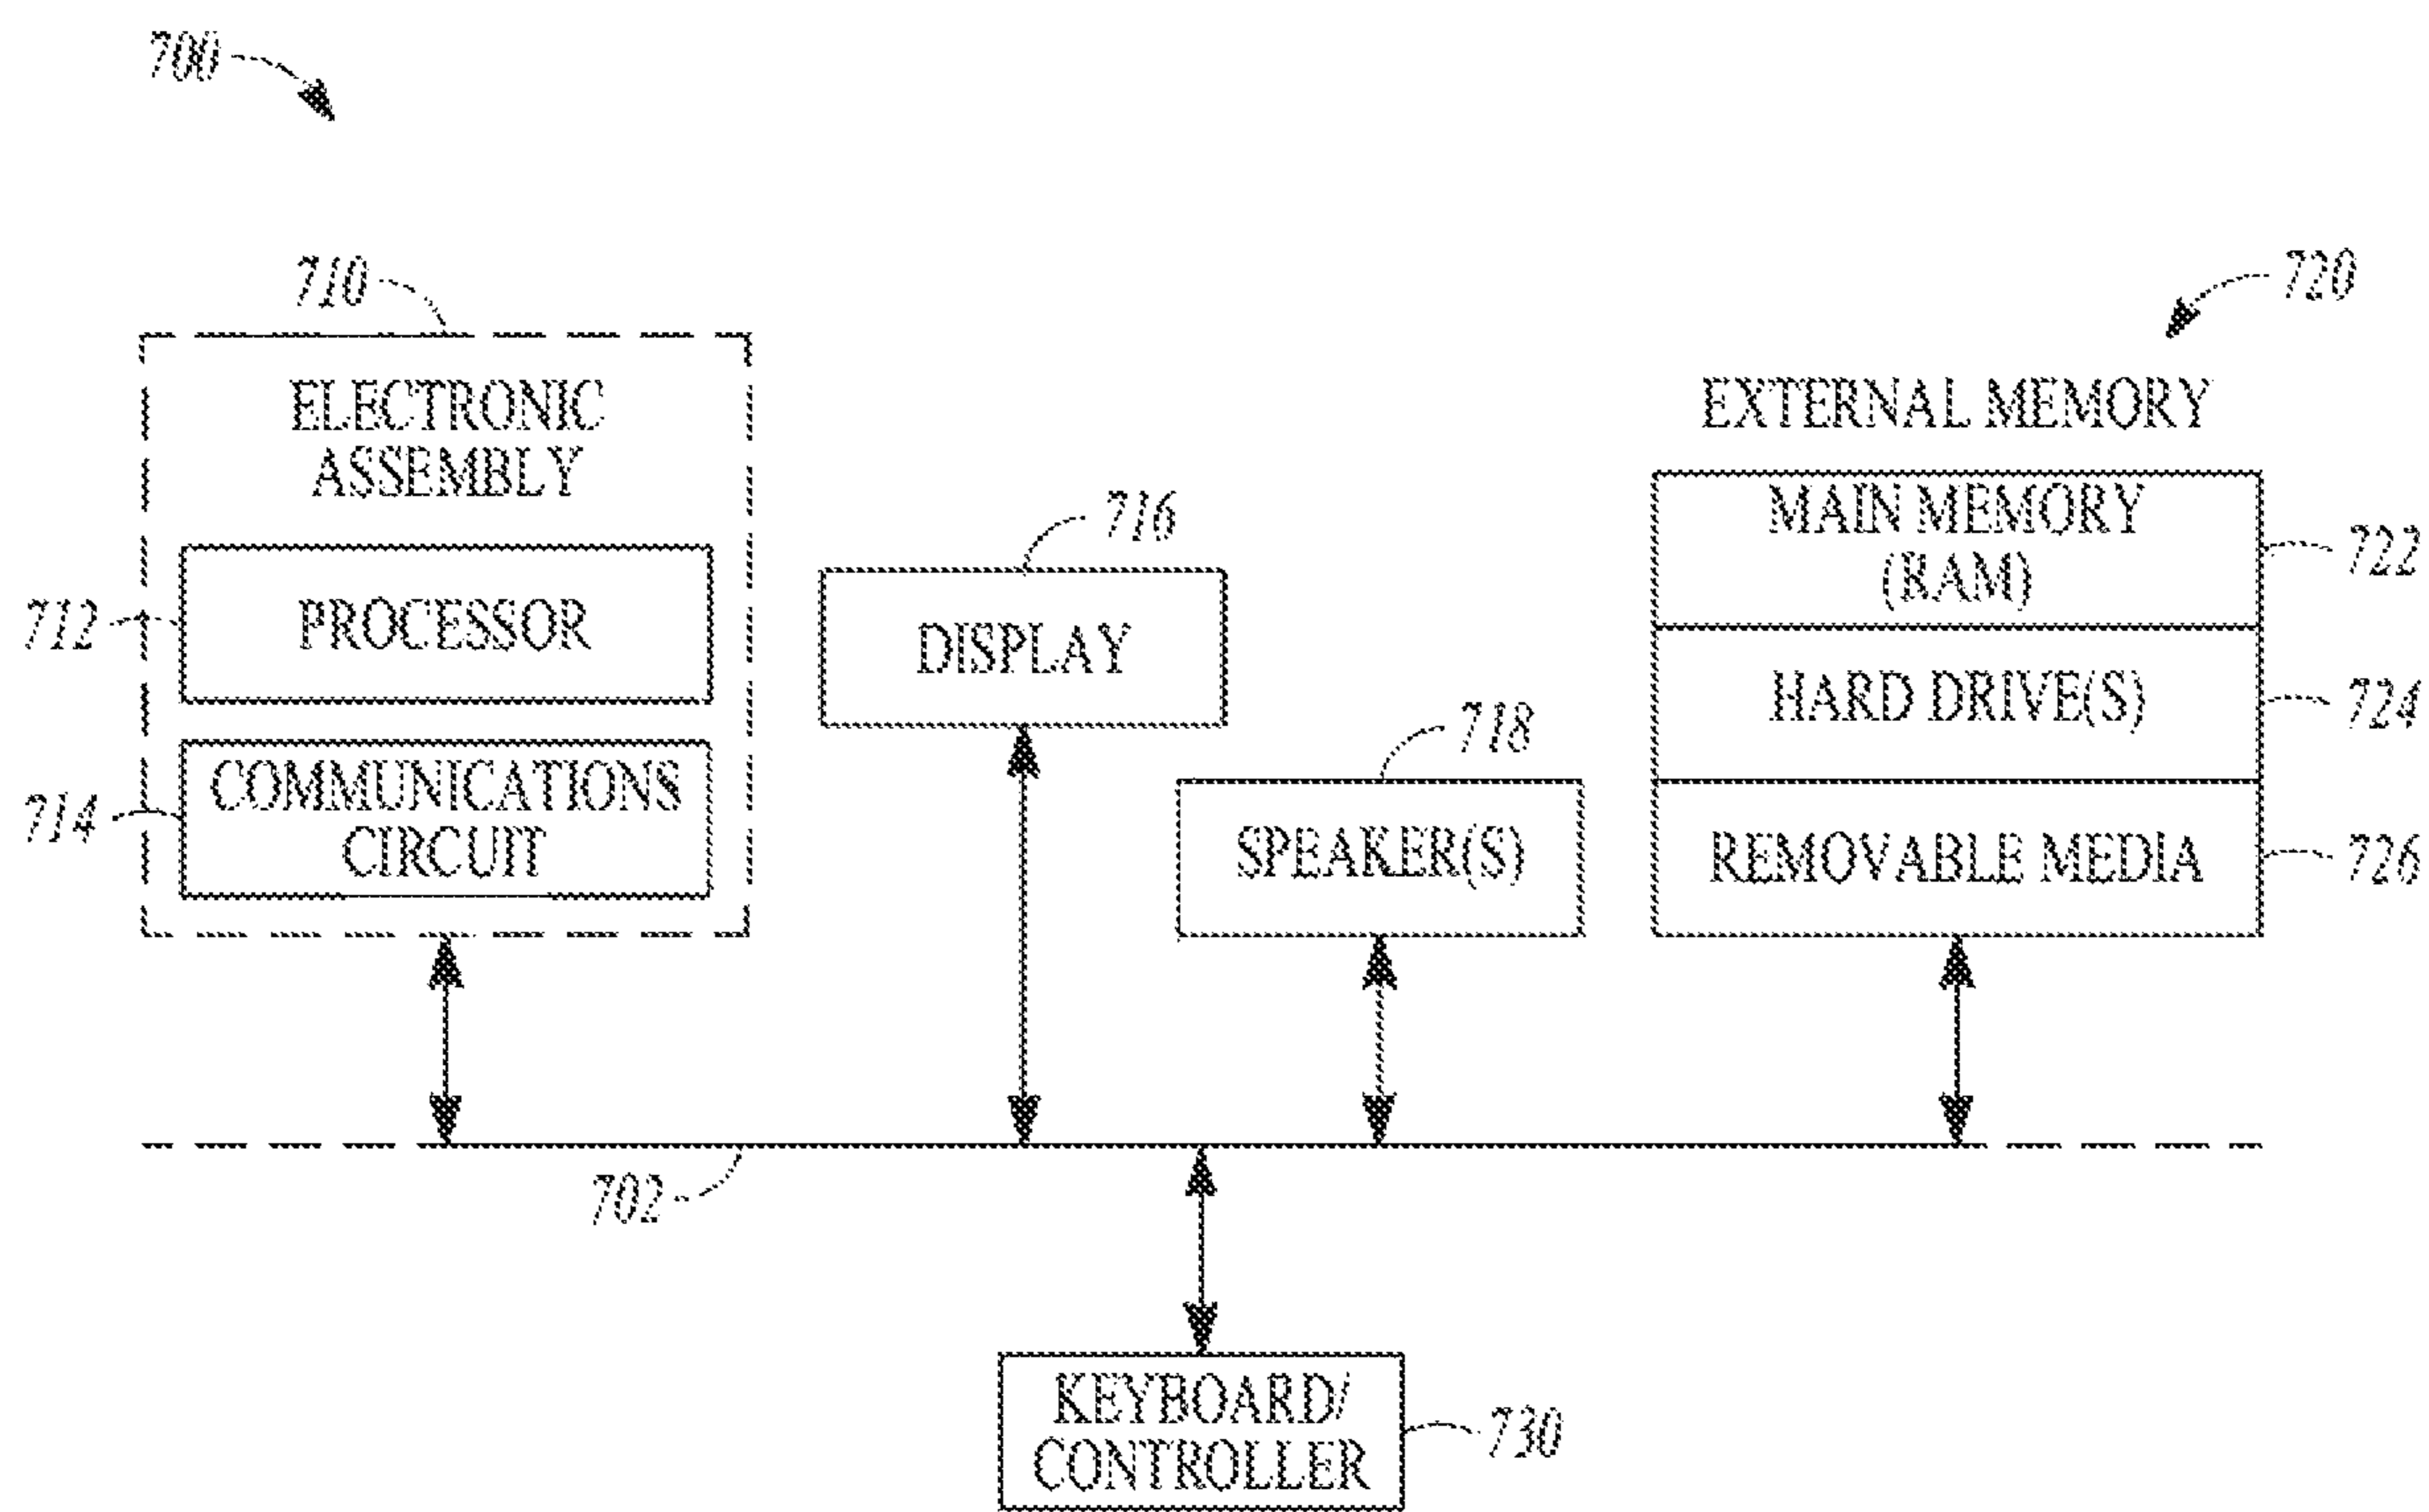 700
710
720
ELECTRONIC
ASSEMBLY
EXTERNAL MEMORY
712
PROCESSOR
714
COMMUNICATIONS
CIRCUIT
716
DISPLAY
718
SPEAKER(S)
MAIN MEMORY
(RAM)
722
HARD DRIVE(S)
724
REMOVABLE MEDIA
726
702
KEYBOARD/
CONTROLLER
730